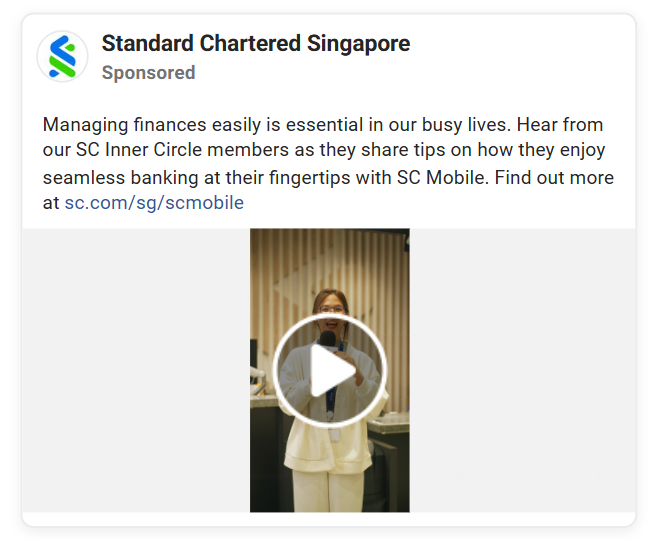 Standard Chartered Singapore
Sponsored
Managing finances easily is essential in our busy lives. Hear from
our SC Inner Circle members as they share tips on how they enjoy
seamless banking at their fingertips with SC Mobile. Find out more
at sc.com/sg/scmobile